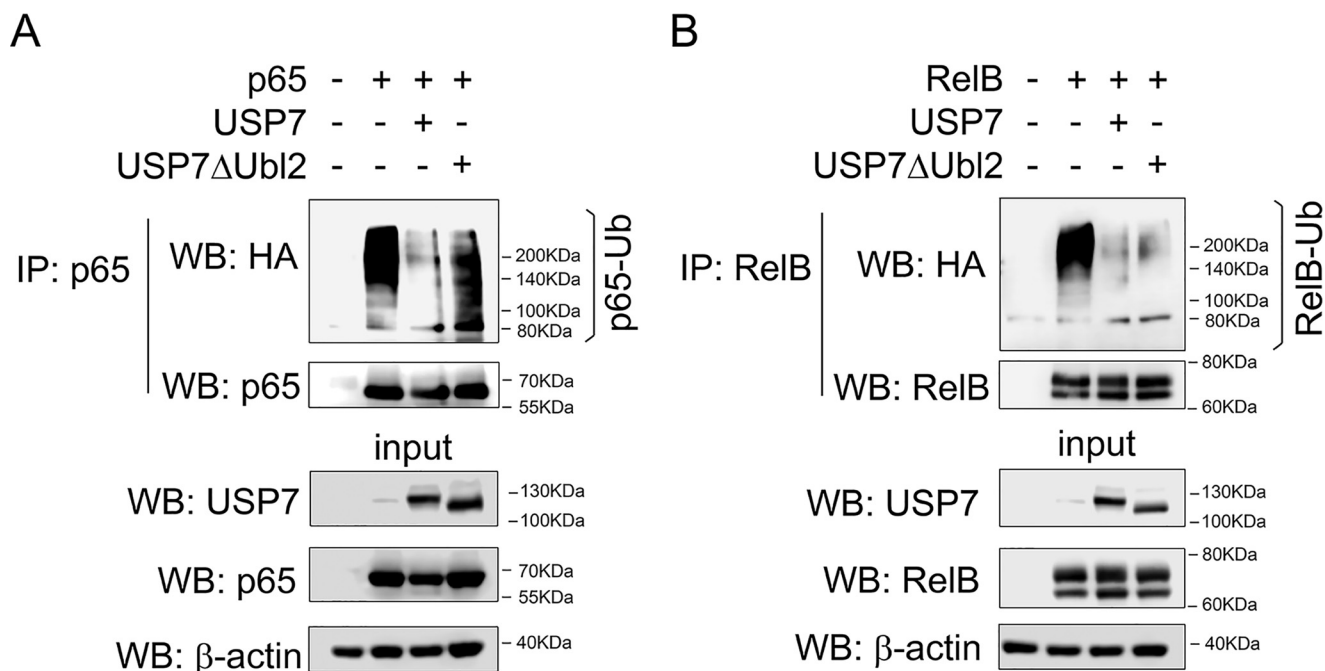 A
p65 - + + +
USP7 - - + -
USP7ΔUbl2 - - - +
IP: p65
WB: HA
200KDa
140KDa
100KDa
80KDa
p65-Ub
WB: p65
70KDa
55KDa
input
WB: USP7
130KDa
100KDa
WB: p65
70KDa
55KDa
WB: β-actin
40KDa
B
RelB - + + +
USP7 - - + -
USP7ΔUbl2 - - - +
IP: RelB
WB: HA
200KDa
140KDa
100KDa
80KDa
RelB-Ub
WB: RelB
80KDa
60KDa
input
WB: USP7
130KDa
100KDa
WB: RelB
80KDa
60KDa
WB: β-actin
40KDa